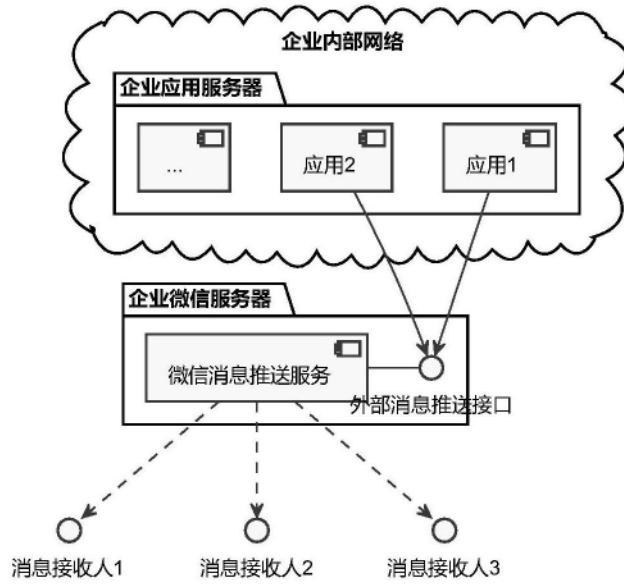 企业内部网络
企业应用服务器
...
应用2
应用1
企业微信服务器
微信消息推送服务
外部消息推送接口
消息接收人1
消息接收人2
消息接收人3